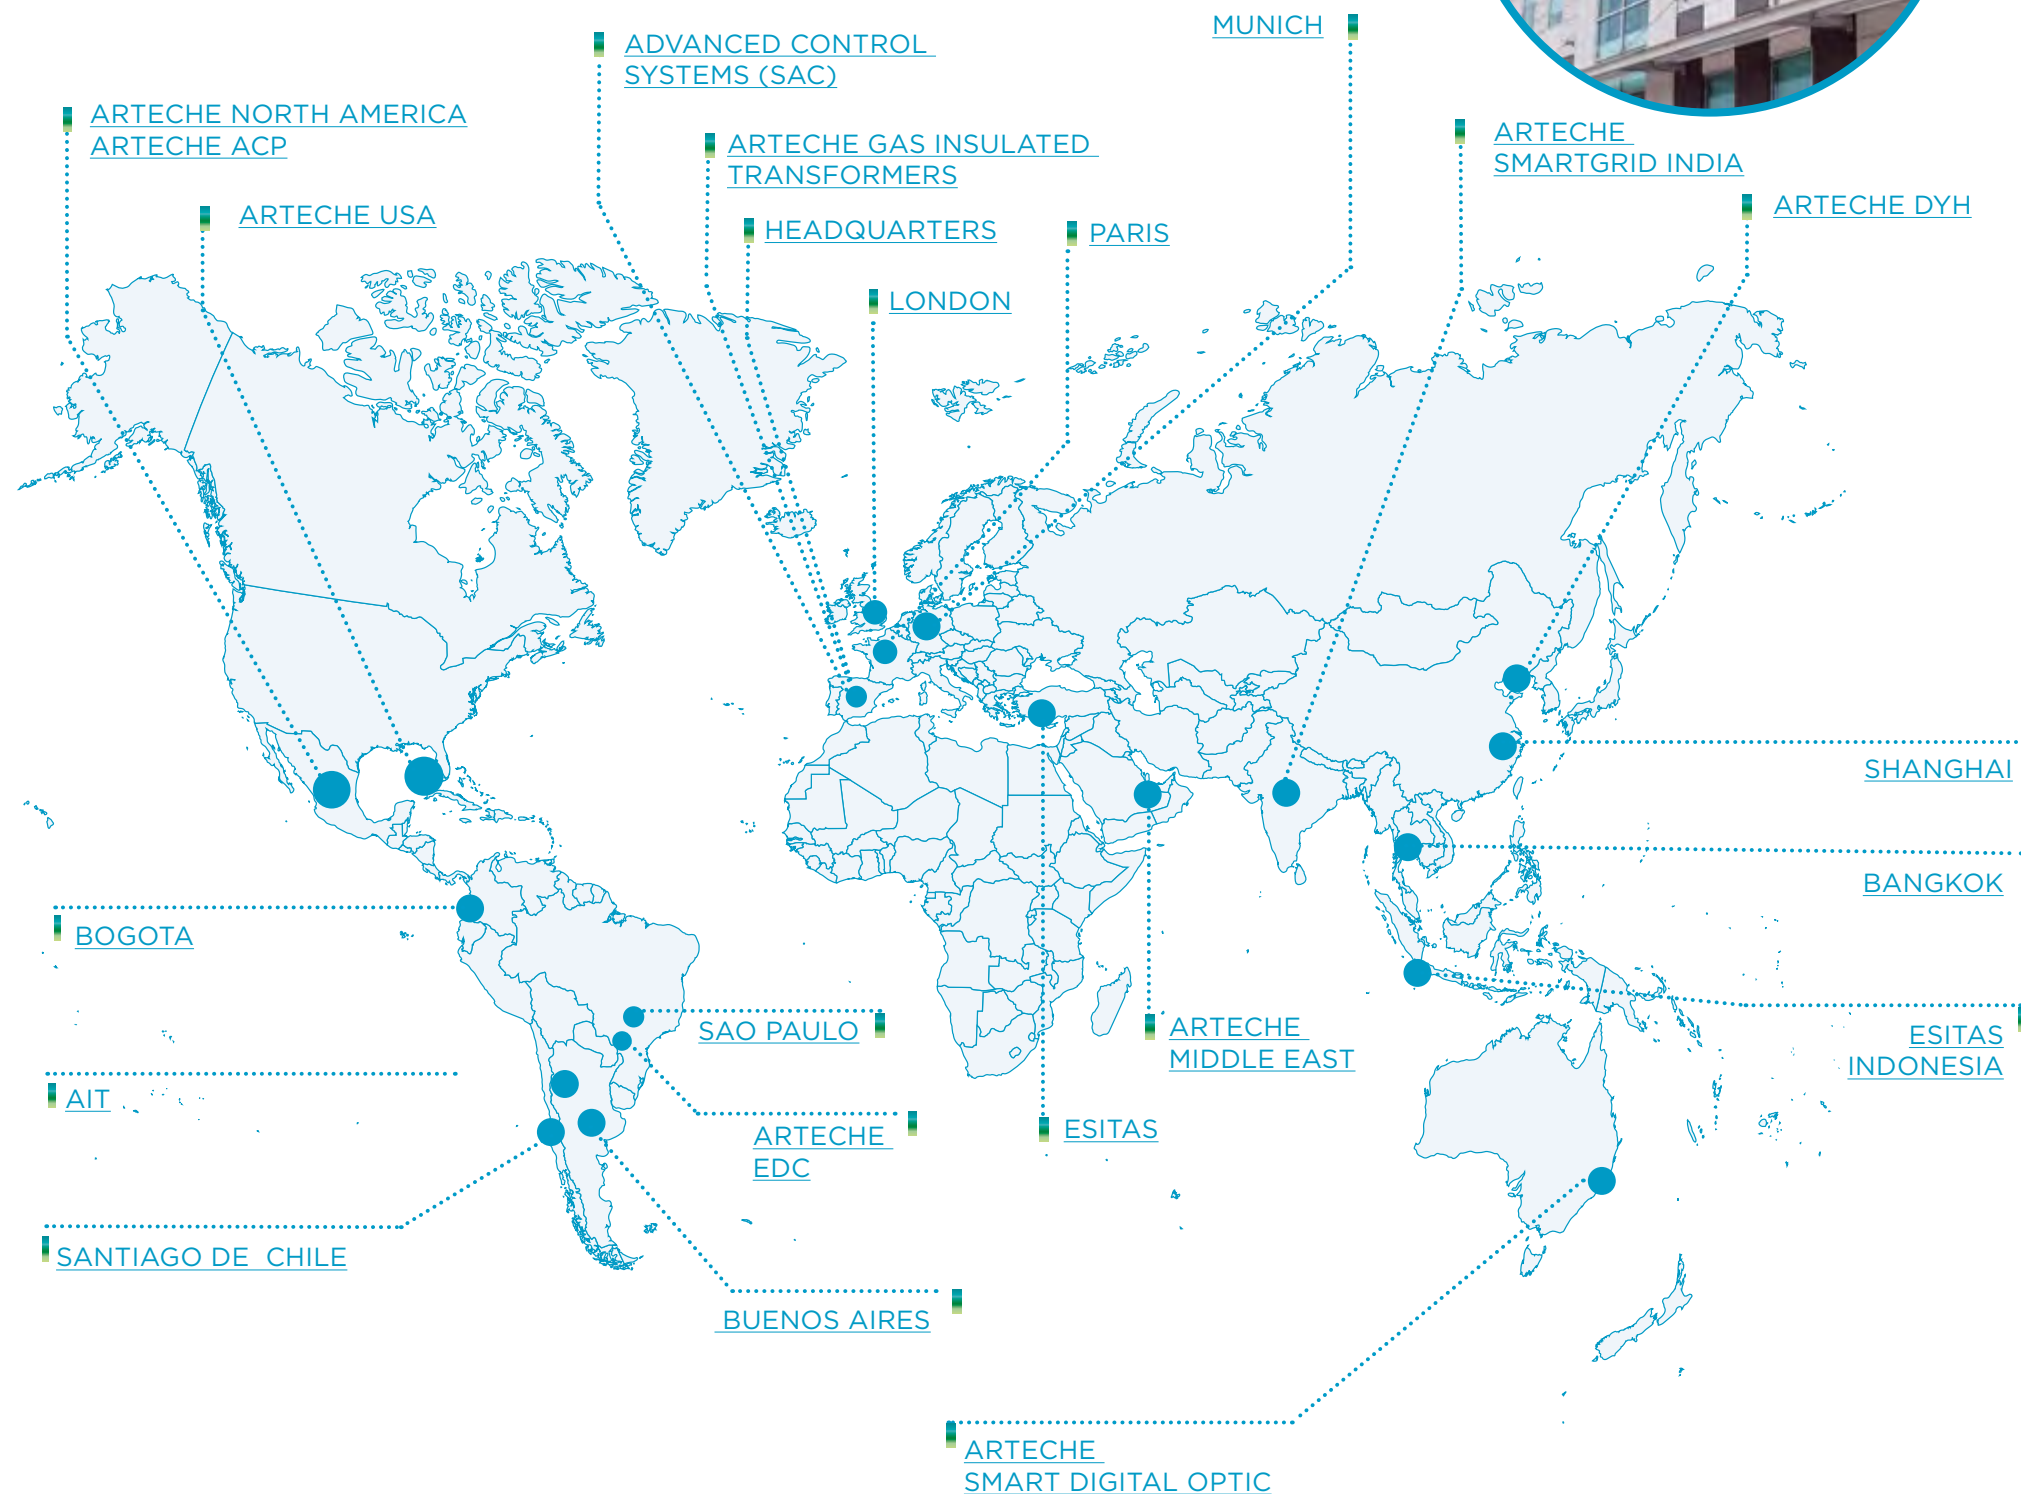 MUNICH
ADVANCED CONTROL
SYSTEMS (SAC)
ARTECHE NORTH AMERICA
ARTECHE ACP
ARTECHE GAS INSULATED
TRANSFORMERS
ARTECHE
SMARTGRID INDIA
ARTECHE USA
HEADQUARTERS
PARIS
ARTECHE DYH
LONDON
SHANGHAI
BANGKOK
BOGOTA
SAO PAULO
ARTECHE
MIDDLE EAST
ESITAS
INDONESIA
AIT
ARTECHE
EDC
ESITAS
SANTIAGO DE  CHILE
BUENOS AIRES
ARTECHE
SMART DIGITAL OPTIC